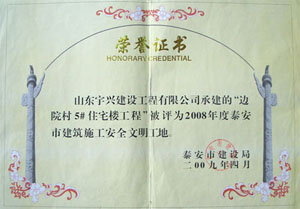 荣誉证书
HONORARY CREDENTIAL
山东宇兴建设工程有限公司承建的“边
院村5#住宅楼工程”被评为2008年度泰安
市建筑施工安全文明工地。
泰安市建设局
二00九年四月